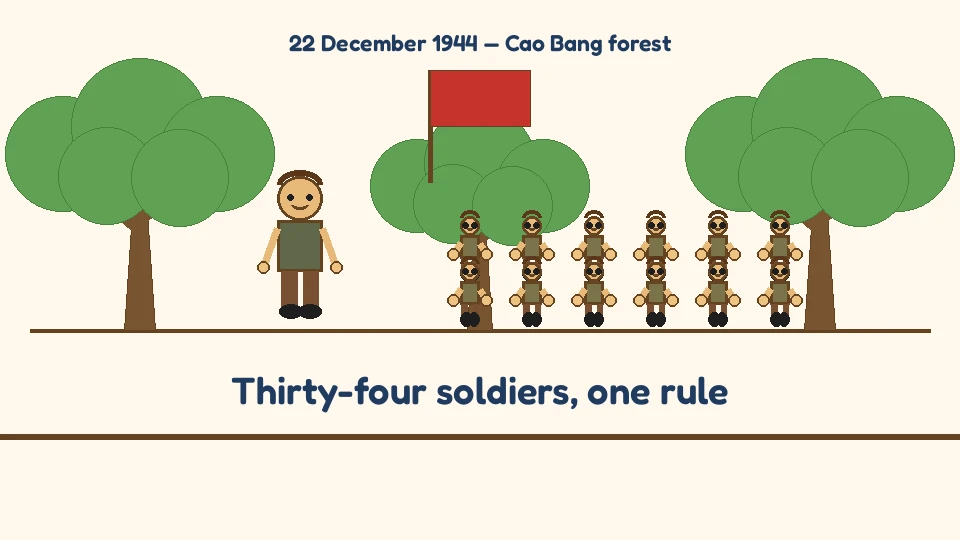 22 December 1944 — Cao Bang forest
Thirty-four soldiers, one rule